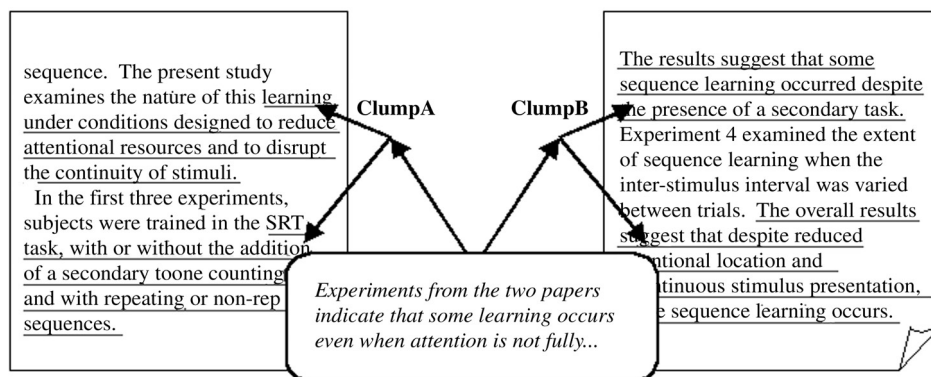 sequence. The present study
examines the nature of this learning
under conditions designed to reduce
attentional resources and to disrupt
the continuity of stimuli.
In the first three experiments,
subjects were trained in the SRT
task, with or without the addition
of a secondary toone counting
and with repeating or non-rep
sequences.
ClumpA
ClumpB
The results suggest that some
sequence learning occurred despite
the presence of a secondary task.
Experiment 4 examined the extent
of sequence learning when the
inter-stimulus interval was varied
between trials. The overall results
suggest that despite reduced
location and
stimulus presentation,
sequence learning occurs.
Experiments from the two papers
indicate that some learning occurs
even when attention is not fully...